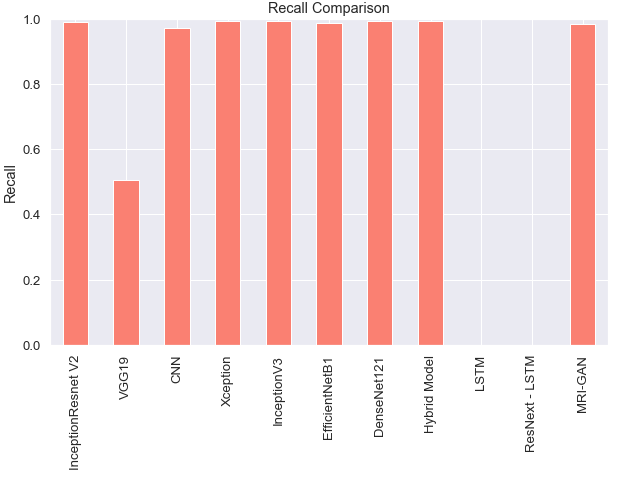 Recall Comparison
1.0
0.8
0.6
0.4
0.2
0.0
Recall
InceptionResnet V2
VGG19
CNN
Xception
InceptionV3
EfficientNetB1
DenseNet121
Hybrid Model
LSTM
ResNext - LSTM
MRI-GAN